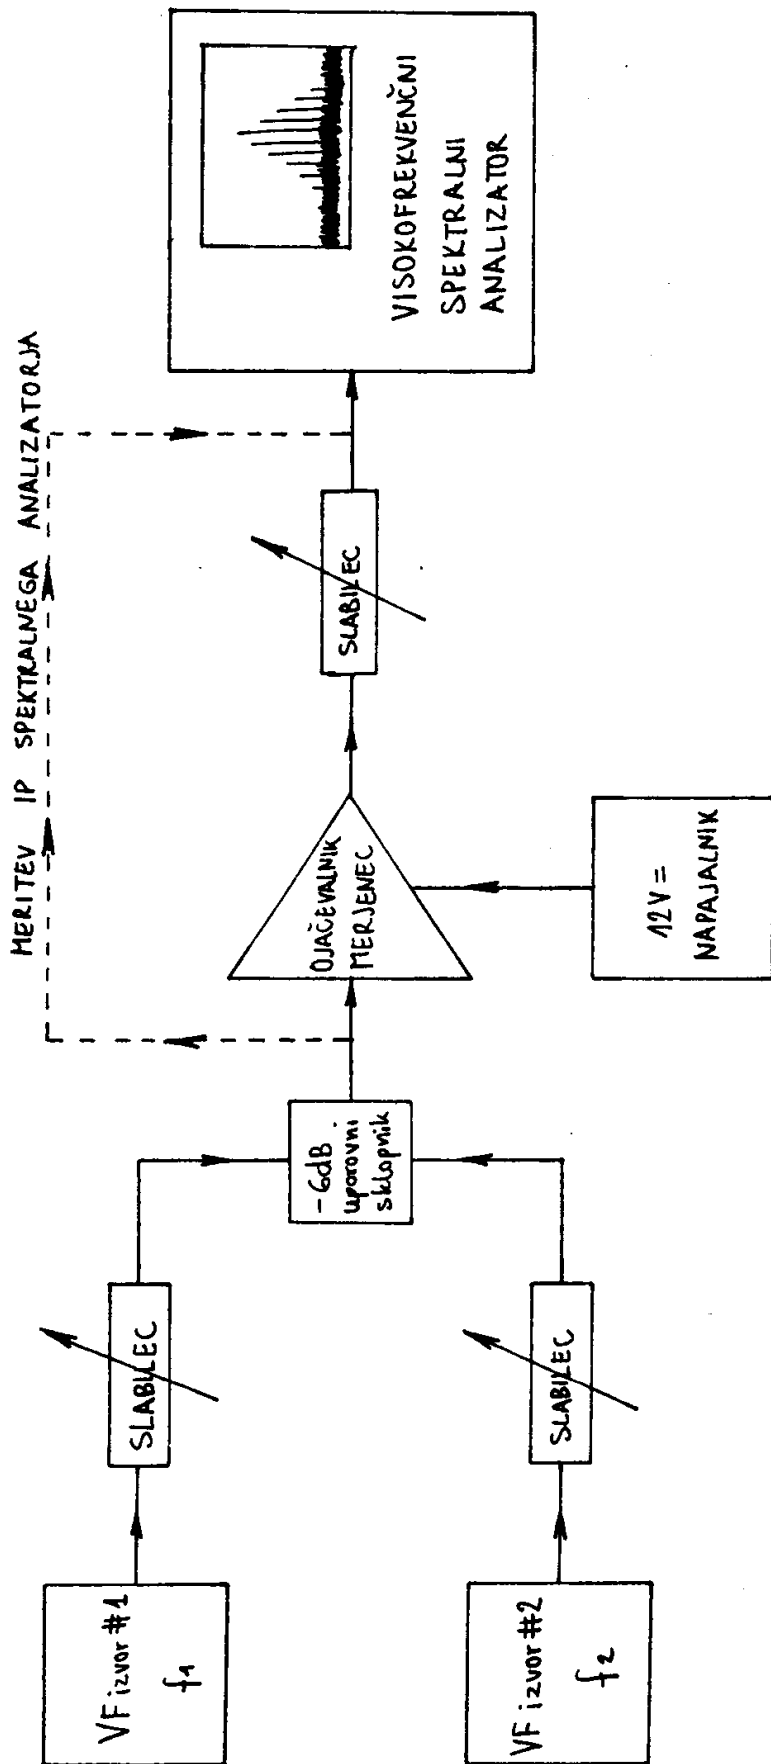 MERITEV IP SPEKTRALNEGA ANALIZATORJA
VF izvor #1
f1
SLABILEC
VF izvor #2
f2
SLABILEC
-6dB
uporovni
sklopnik
OJAČEVALNIK
MERJENEC
12V=
NAPAJALNIK
SLABILEC
VISOKOFREKVENČNI
SPEKTRALNI
ANALIZATOR